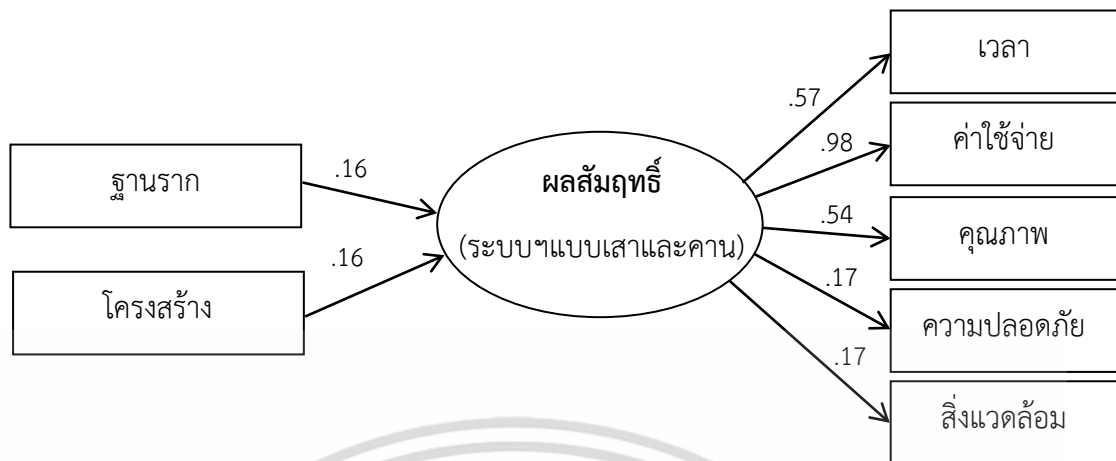 เวลา
.57
ค่าใช้จ่าย
.98
ฐานราก
.16
ผลสัมฤทธิ์
(ระบบฯแบบเสาและคาน)
.54
คุณภาพ
.16
โครงสร้าง
.17
ความปลอดภัย
.17
สิ่งแวดล้อม